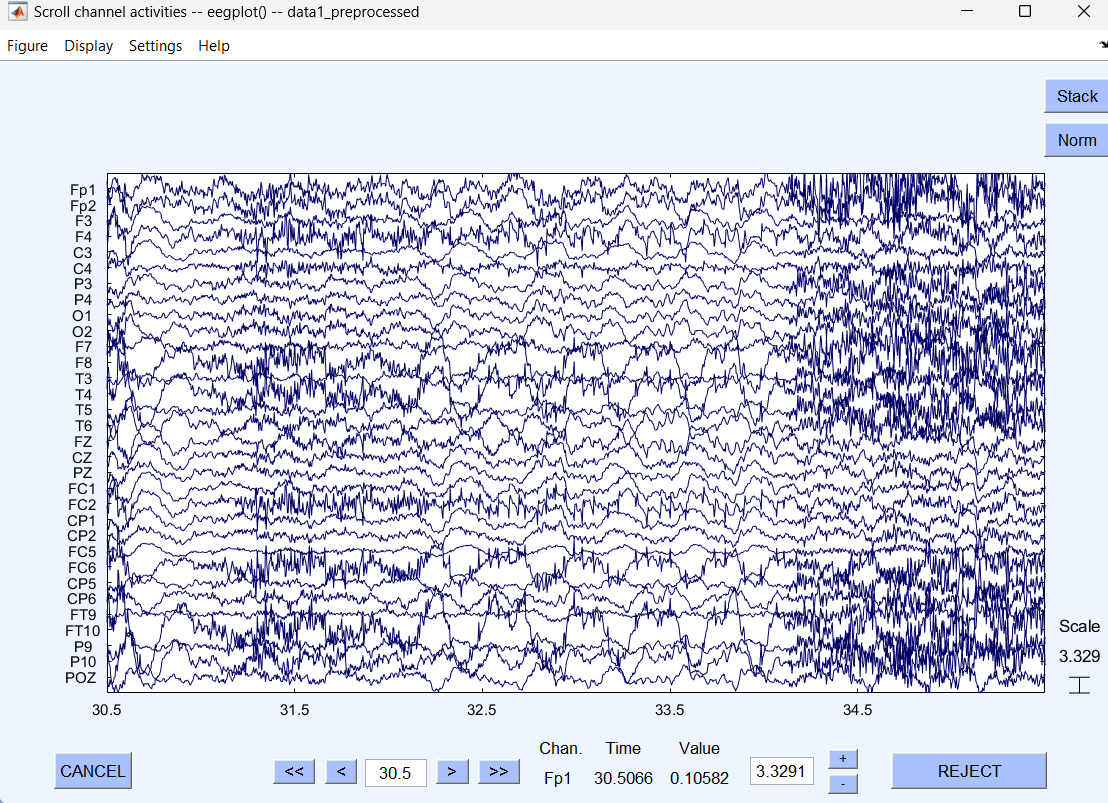 Scroll channel activities -- eegplot() -- data1_preprocessed
Figure Display Settings Help
Stack
Norm
Fp1
Fp2
F3
F4
C3
C4
P3
P4
O1
O2
F7
F8
T3
T4
T5
T6
FZ
CZ
PZ
FC1
FC2
CP1
CP2
FC5
FC6
CP5
CP6
FT9
FT10
P9
P10
POZ
Scale
3.329
30.5 31.5 32.5 33.5 34.5
Chan. Time Value
CANCEL << < 30.5 > >> Fp1 30.5066 0.10582 3.3291 + - REJECT